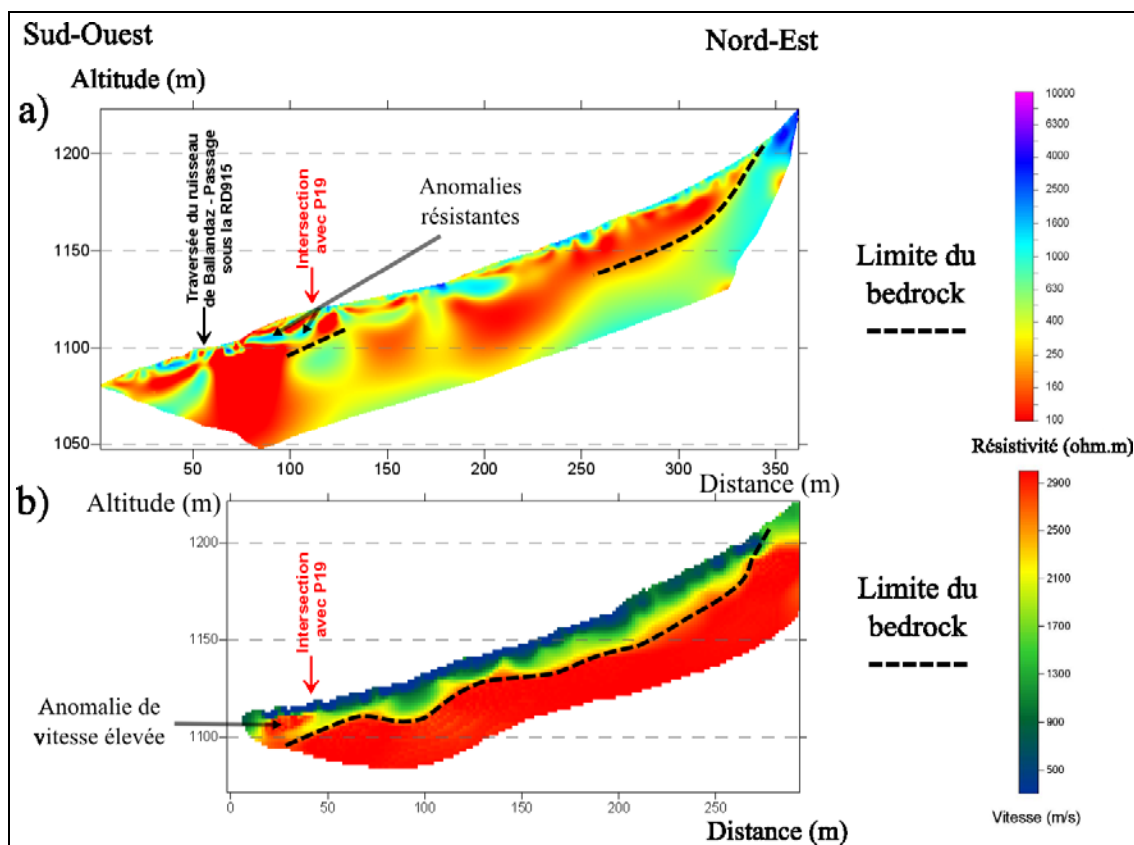 Sud-Ouest
Nord-Est
Altitude (m)
a)
1200
1150
1100
1050
Traversée du ruisseau
de Ballandaz - Passage
sous la RD915
Intersection
avec P19
Anomalies
résistantes
50
100
150
200
250
300
350
Distance (m)
Limite du
bedrock
10000
6300
4000
2500
1600
1000
630
400
250
160
100
Résistivité (ohm.m)
b)
Altitude (m)
1200
1150
1100
Intersection
avec P19
Anomalie de
vitesse élevée
0
50
100
150
200
250
Distance (m)
Limite du
bedrock
2900
2500
2100
1700
1300
900
500
Vitesse (m/s)